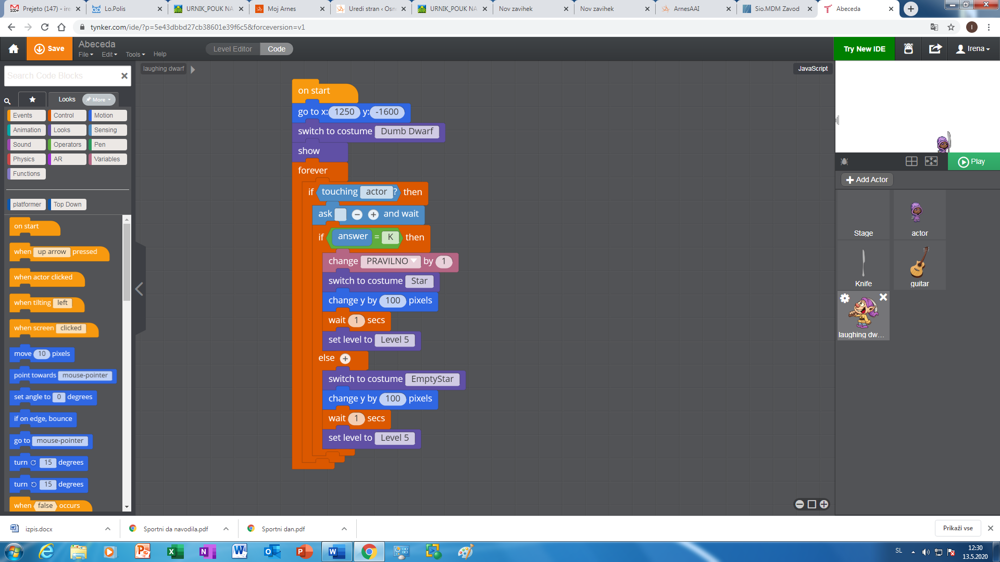 Prejeto (147) - ire
Lo.Polis
URNIK_POUK NA
Moj Arnes
Uredi stran ‹ Osn
URNIK_POUK NA
Nov zavihek
Nov zavihek
ArnesAAI
Sio.MDM Zavod
Abeceda
tynker.com/ide/?p=5e43dbbd27cb38601e39f6c5&forceversion=v1
I
Save
Abeceda
File Edit Tools Help
Level Editor Code
Try New IDE
Irena
Search Code Blocks
Looks More
Events Control Motion
Animation Looks Sensing
Sound Operators Pen
Physics AR Variables
Functions
platformer Top Down
on start
when up arrow pressed
when actor clicked
when tilting left
when screen clicked
move 10 pixels
point towards mouse-pointer
set angle to 0 degrees
if on edge, bounce
go to mouse-pointer
turn 15 degrees
turn 15 degrees
when false occurs
laughing dwarf
JavaScript
on start
go to x: 1250 y: -1600
switch to costume Dumb Dwarf
show
forever
if touching actor ? then
ask − + and wait
if answer = K then
change PRAVILNO by 1
switch to costume Star
change y by 100 pixels
wait 1 secs
set level to Level 5
else +
switch to costume EmptyStar
change y by 100 pixels
wait 1 secs
set level to Level 5
Play
Add Actor
Stage actor
Knife guitar
laughing dw...
izpis.docx
Sportni da navodila.pdf
Sportni dan.pdf
Prikaži vse
SL
12:30
13.5.2020